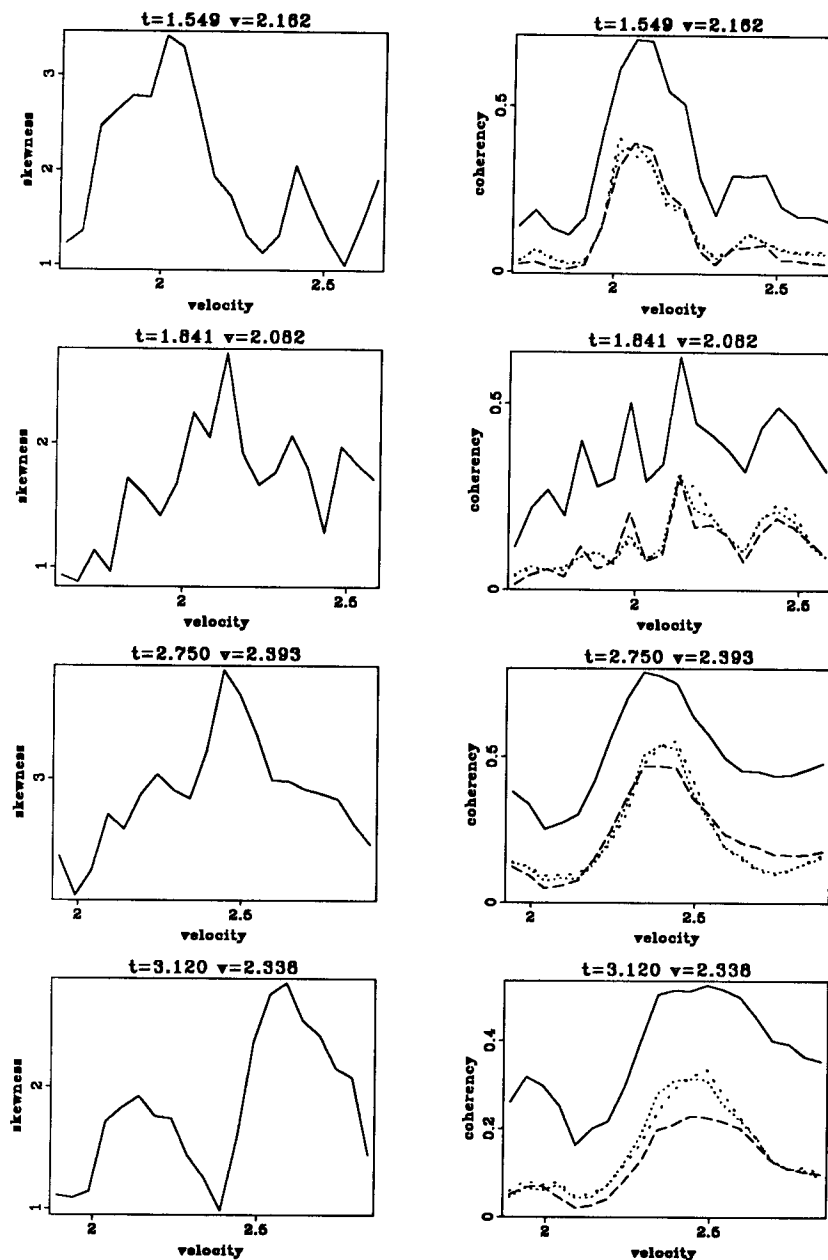 t=1.549 v=2.162
skewness
3
2
1
2
2.5
velocity
t=1.549 v=2.162
coherency
0.5
0
2
2.5
velocity
t=1.841 v=2.082
skewness
2
1
2
2.5
velocity
t=1.841 v=2.082
coherency
0.5
0
2
2.5
velocity
t=2.750 v=2.393
skewness
3
2
2.5
velocity
t=2.750 v=2.393
coherency
0.5
0
2
2.5
velocity
t=3.120 v=2.338
skewness
2
1
2
2.5
velocity
t=3.120 v=2.338
coherency
0.4
0.2
0
2
2.5
velocity